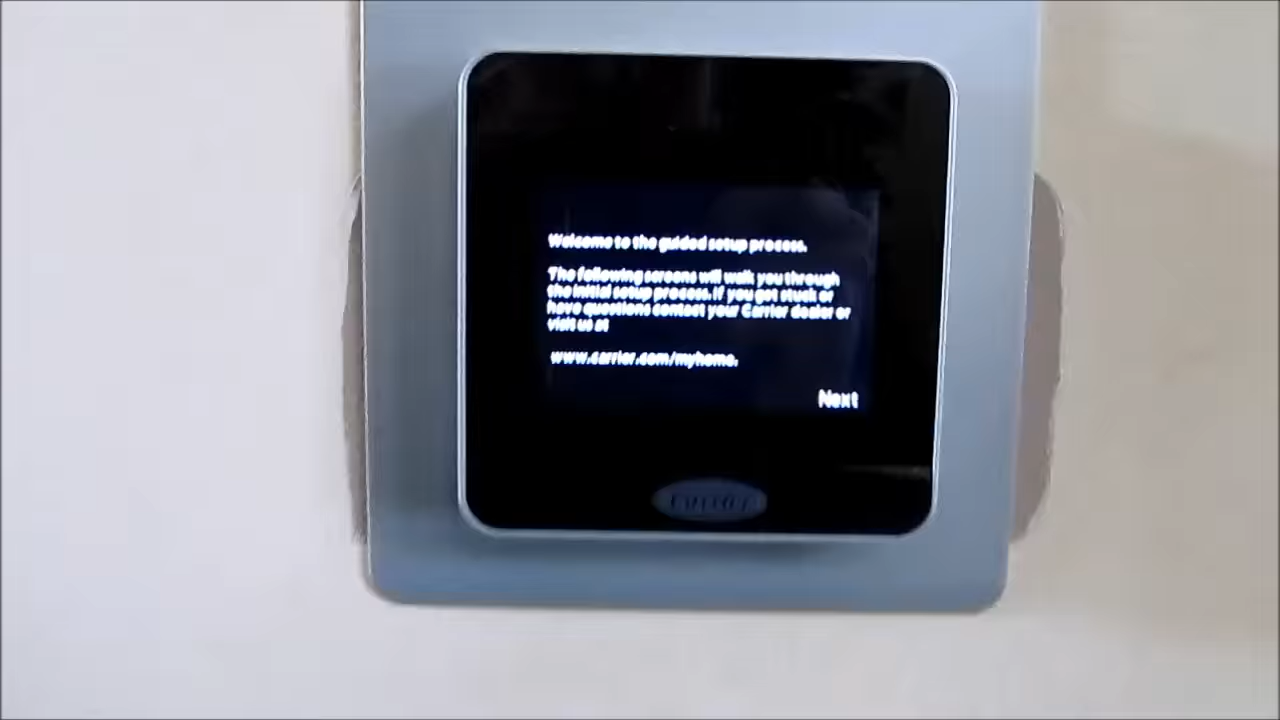 Welcome to the guided setup process.
The following screens will walk you through
the initial setup process. If you get stuck or
have questions contact your Carrier dealer or
visit us at
www.carrier.com/myhome.
Next
Carrier